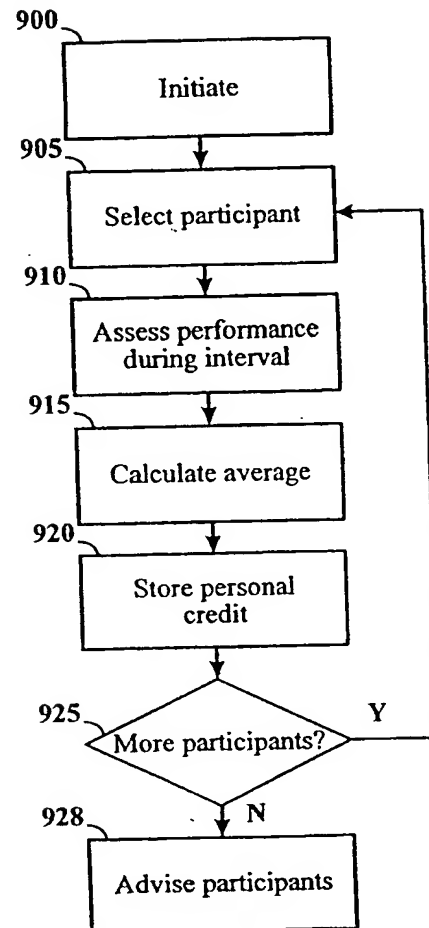 900
Initiate
905
Select participant
910
Assess performance
during interval
915
Calculate average
920
Store personal
credit
925
More participants?
Y
N
928
Advise participants